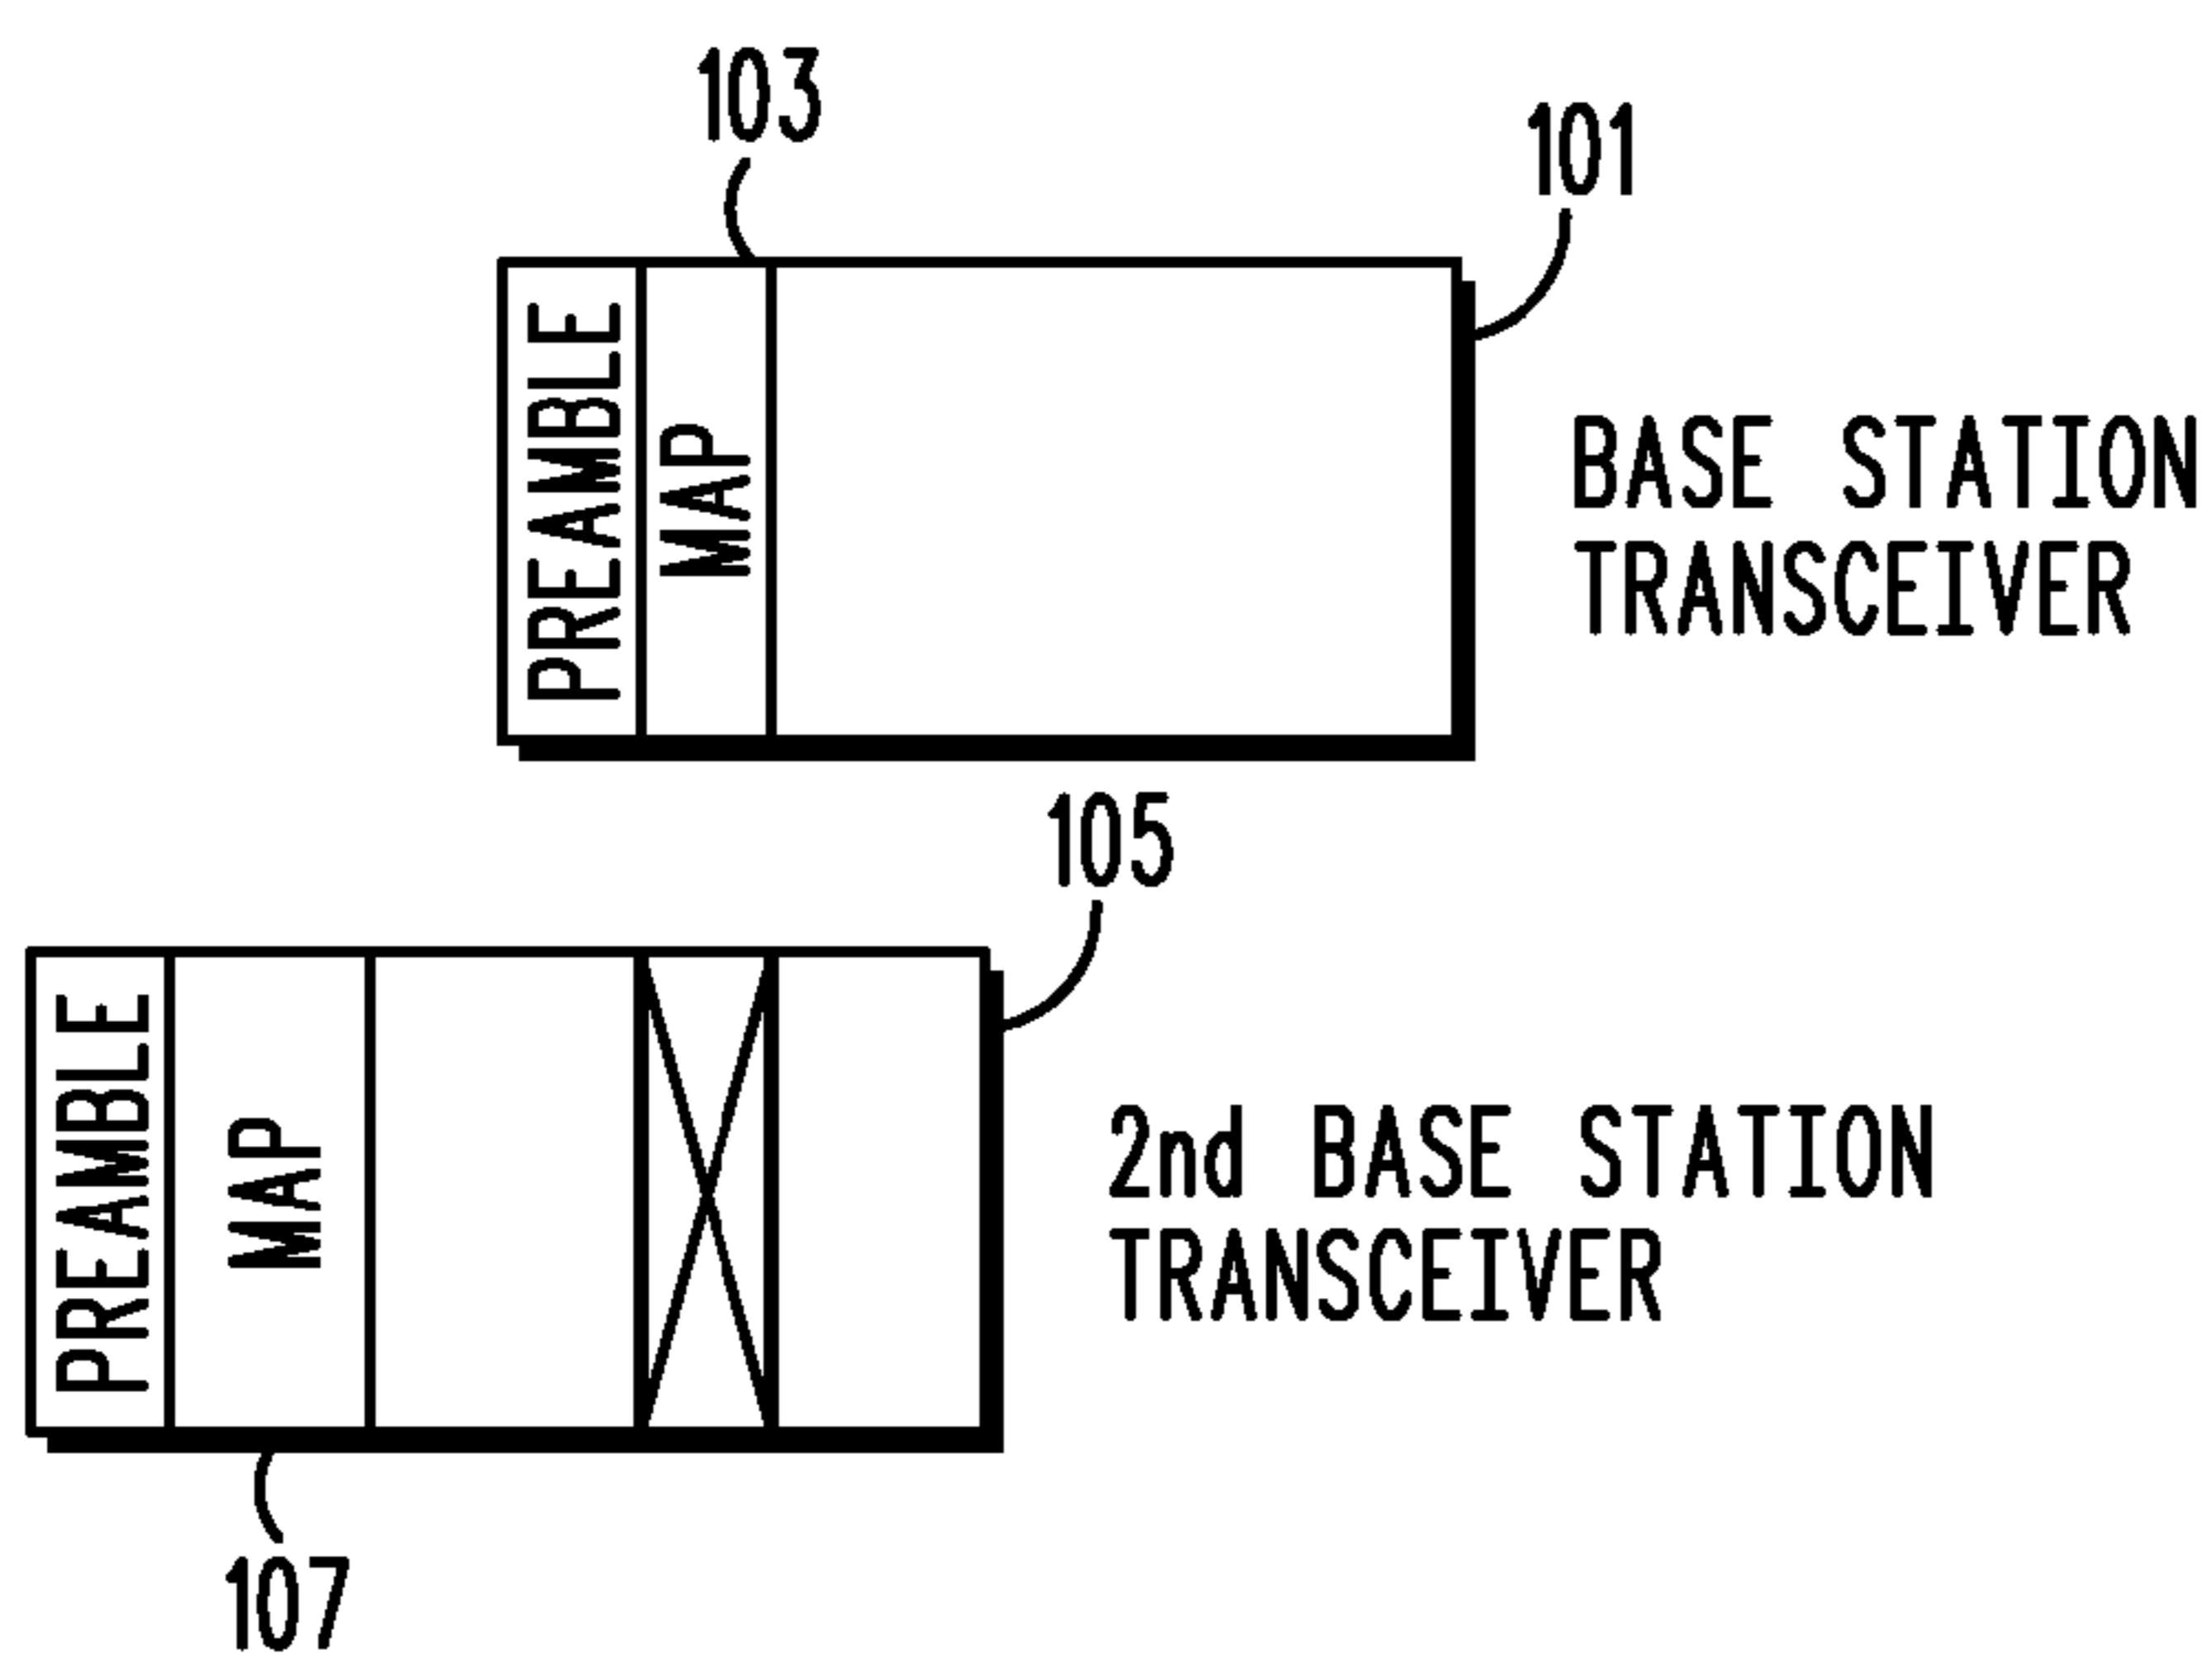 103
101
PREAMBLE
MAP
BASE STATION
TRANSCEIVER
105
PREAMBLE
MAP
2nd BASE STATION
TRANSCEIVER
107